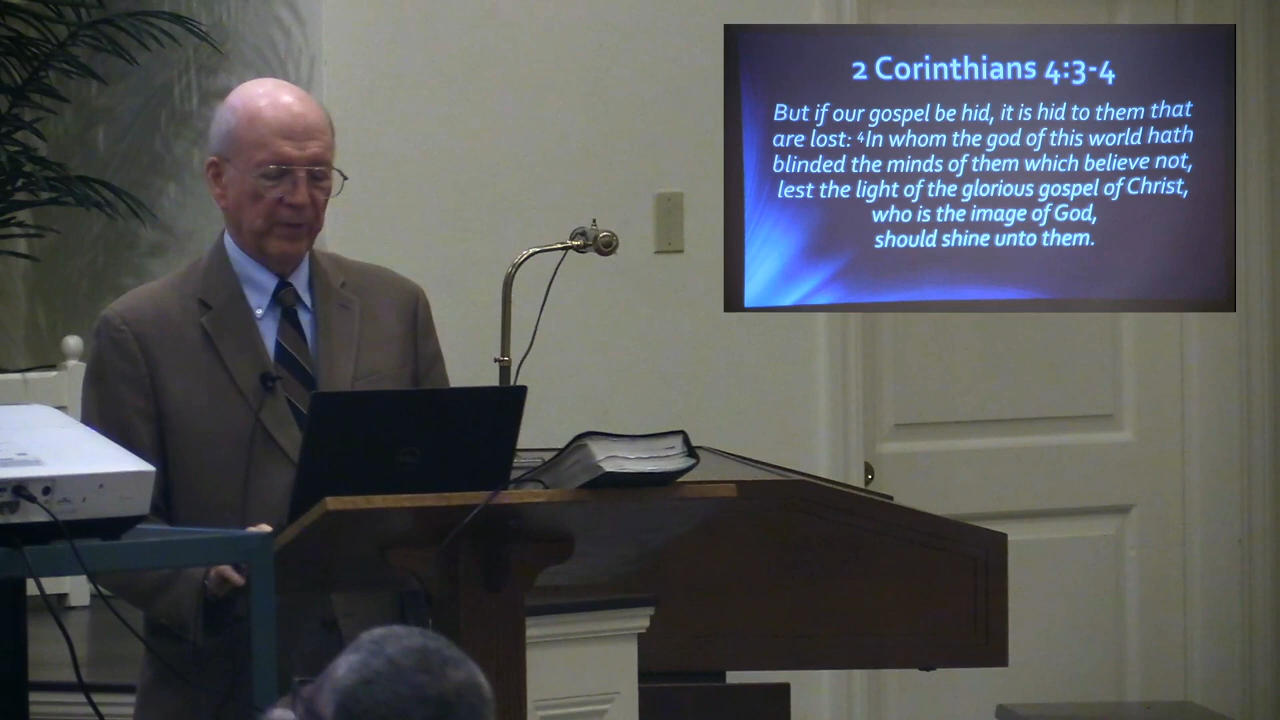 2 Corinthians 4:3-4
But if our gospel be hid, it is hid to them that
are lost: ⁴In whom the god of this world hath
blinded the minds of them which believe not,
lest the light of the glorious gospel of Christ,
who is the image of God,
should shine unto them.